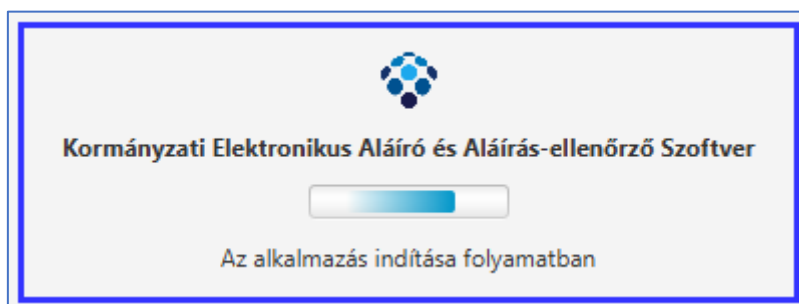 Kormányzati Elektronikus Aláíró és Aláírás-ellenőrző Szoftver
Az alkalmazás indítása folyamatban